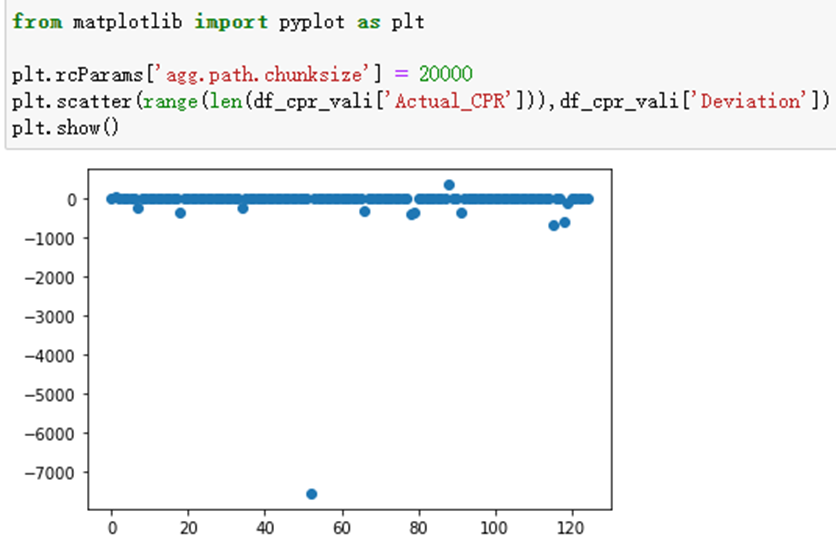 from matplotlib import pyplot as plt
plt.rcParams['agg.path.chunksize'] = 20000
plt.scatter(range(len(df_cpr_vali['Actual_CPR'])),df_cpr_vali['Deviation'])
plt.show()
0
-1000
-2000
-3000
-4000
-5000
-6000
-7000
0 20 40 60 80 100 120